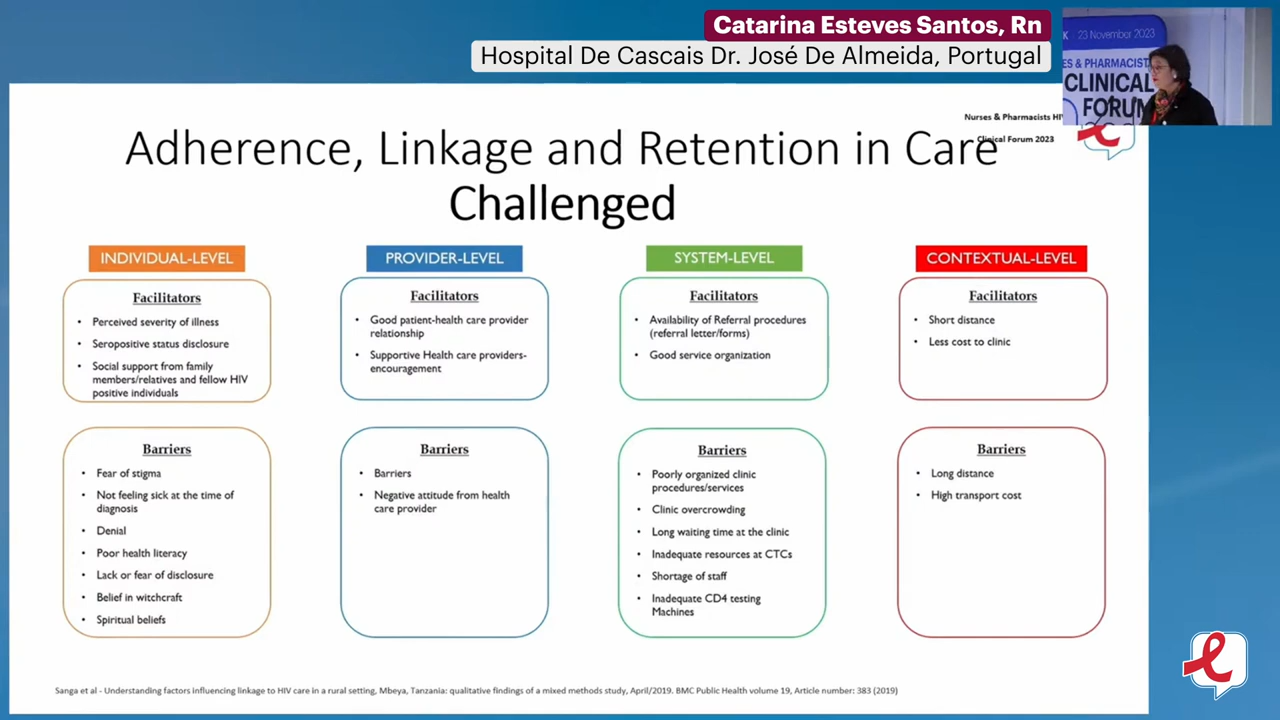 Catarina Esteves Santos, Rn
Hospital De Cascais Dr. José De Almeida, Portugal
23 November 2023
ES & PHARMACIST
CLINICAL
FORUM
Nurses & Pharmacists HI
Clinical Forum 2023
Adherence, Linkage and Retention in Care
Challenged
INDIVIDUAL-LEVEL
Facilitators
• Perceived severity of illness
• Seropositive status disclosure
• Social support from family
members/relatives and fellow HIV
positive individuals
Barriers
• Fear of stigma
• Not feeling sick at the time of
diagnosis
• Denial
• Poor health literacy
• Lack or fear of disclosure
• Belief in witchcraft
• Spiritual beliefs
PROVIDER-LEVEL
Facilitators
• Good patient-health care provider
relationship
• Supportive Health care providers-
encouragement
Barriers
• Barriers
• Negative attitude from health
care provider
SYSTEM-LEVEL
Facilitators
• Availability of Referral procedures
(referral letter/forms)
• Good service organization
Barriers
• Poorly organized clinic
procedures/services
• Clinic overcrowding
• Long waiting time at the clinic
• Inadequate resources at CTCs
• Shortage of staff
• Inadequate CD4 testing
Machines
CONTEXTUAL-LEVEL
Facilitators
• Short distance
• Less cost to clinic
Barriers
• Long distance
• High transport cost
Sanga et al - Understanding factors influencing linkage to HIV care in a rural setting, Mbeya, Tanzania: qualitative findings of a mixed methods study, April/2019. BMC Public Health volume 19, Article number: 383 (2019)